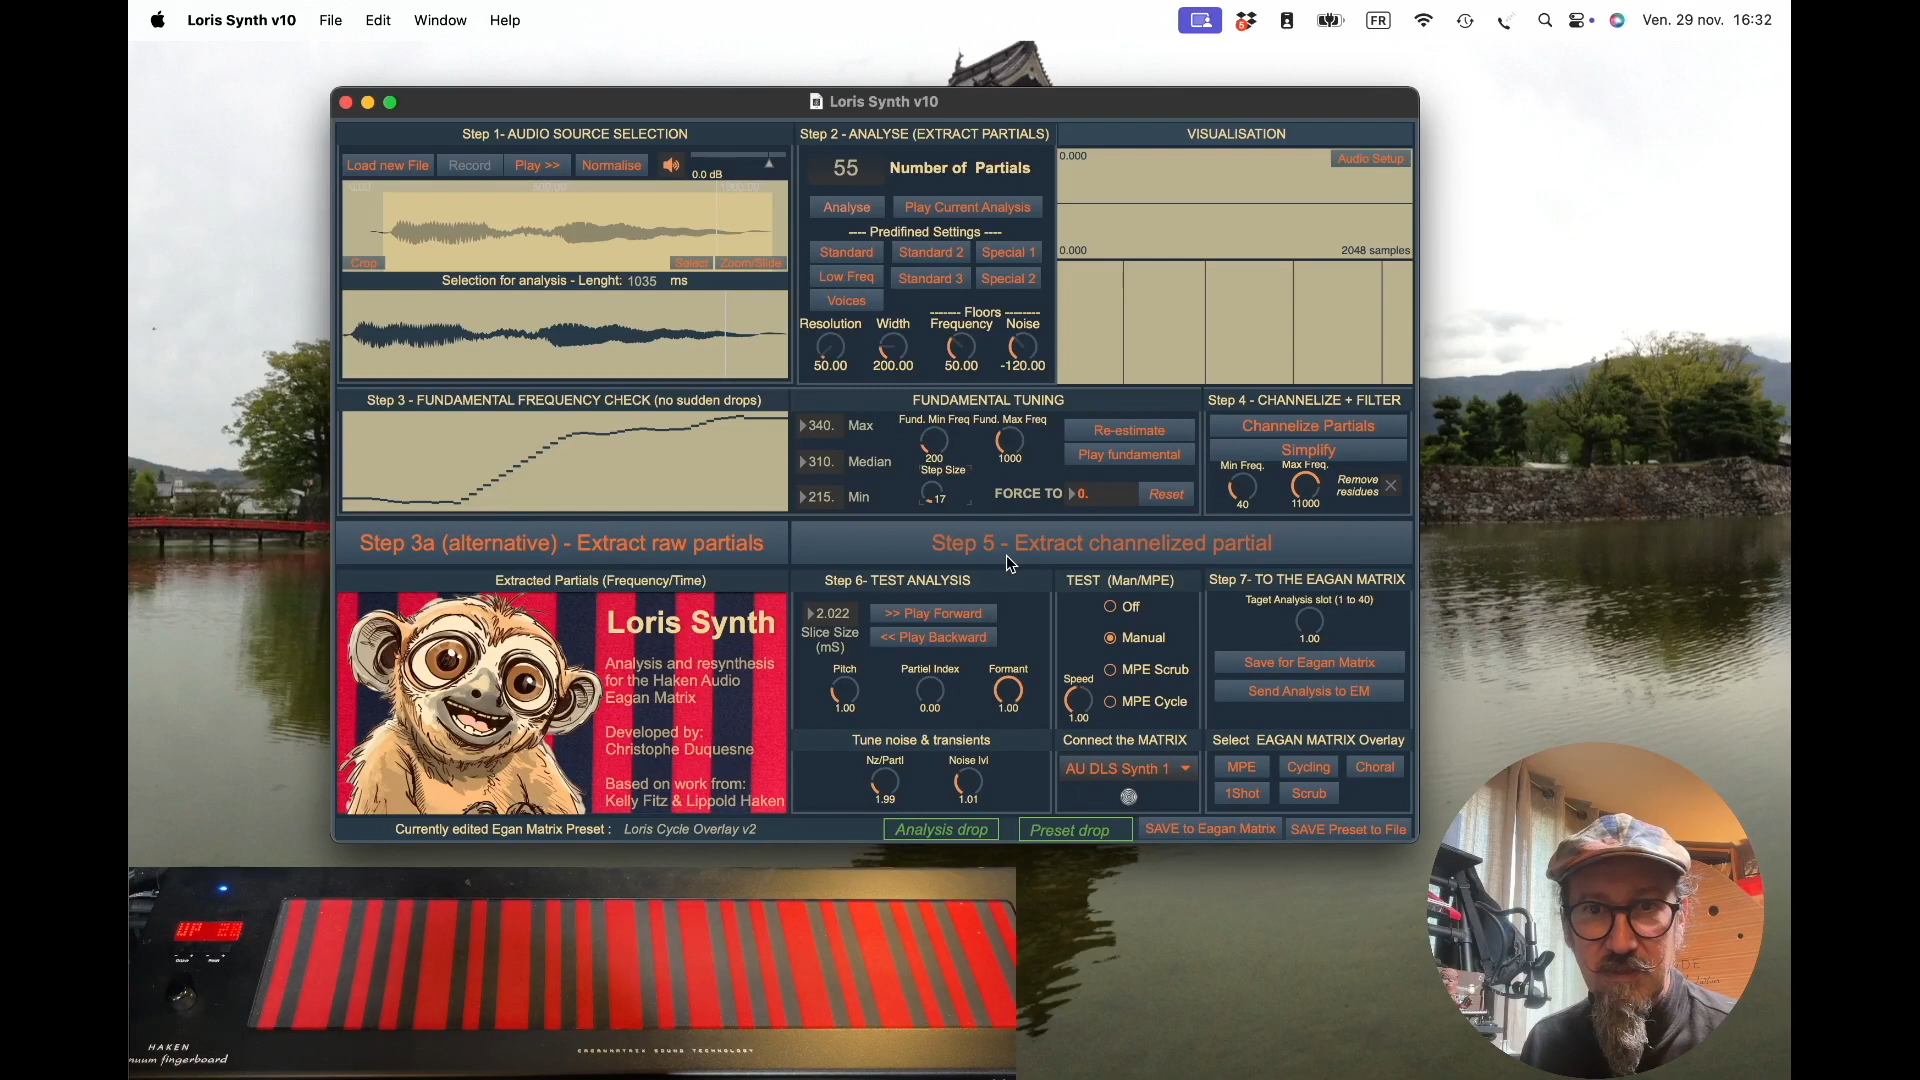 Loris Synth v10 File Edit Window Help
5 FR Ven. 29 nov. 16:32
Loris Synth v10
Step 1- AUDIO SOURCE SELECTION
Load new File Record Play >> Normalise 0.0 dB
0.00 500.00 1000.00
Crop Select Zoom/Slide
Selection for analysis - Lenght: 1035 ms
Step 2 - ANALYSE (EXTRACT PARTIALS)
55 Number of Partials
Analyse Play Current Analysis
---- Predifined Settings ----
Standard Standard 2 Special 1
Low Freq Standard 3 Special 2
Voices
------- Floors --------
Resolution Width Frequency Noise
50.00 200.00 50.00 -120.00
VISUALISATION
0.000 Audio Setup
0.000 2048 samples
Step 3 - FUNDAMENTAL FREQUENCY CHECK (no sudden drops)
FUNDAMENTAL TUNING
340. Max
310. Median
215. Min
Fund. Min Freq Fund. Max Freq
200 1000
Step Size
17
Re-estimate
Play fundamental
FORCE TO 0. Reset
Step 4 - CHANNELIZE + FILTER
Channelize Partials
Simplify
Min Freq. Max Freq.
40 11000
Remove
residues
Step 3a (alternative) - Extract raw partials
Step 5 - Extract channelized partial
Extracted Partials (Frequency/Time)
Loris Synth
Analysis and resynthesis
for the Haken Audio
Eagan Matrix
Developed by:
Christophe Duquesne
Based on work from:
Kelly Fitz & Lippold Haken
Step 6- TEST ANALYSIS
2.022
Slice Size
(mS)
>> Play Forward
<< Play Backward
Pitch Partiel Index Formant
1.00 0.00 1.00
TEST (Man/MPE)
Off
Manual
MPE Scrub
MPE Cycle
Speed
1.00
Step 7- TO THE EAGAN MATRIX
Taget Analysis slot (1 to 40)
1.00
Save for Eagan Matrix
Send Analysis to EM
Tune noise & transients
Nz/Partl Noise lvl
1.99 1.01
Connect the MATRIX
AU DLS Synth 1
Select EAGAN MATRIX Overlay
MPE Cycling Choral
1Shot Scrub
Currently edited Egan Matrix Preset : Loris Cycle Overlay v2
Analysis drop Preset drop SAVE to Eagan Matrix SAVE Preset to File
HAKEN
nuum fingerboard
EAGANMATRIX SOUND TECHNOLOGY